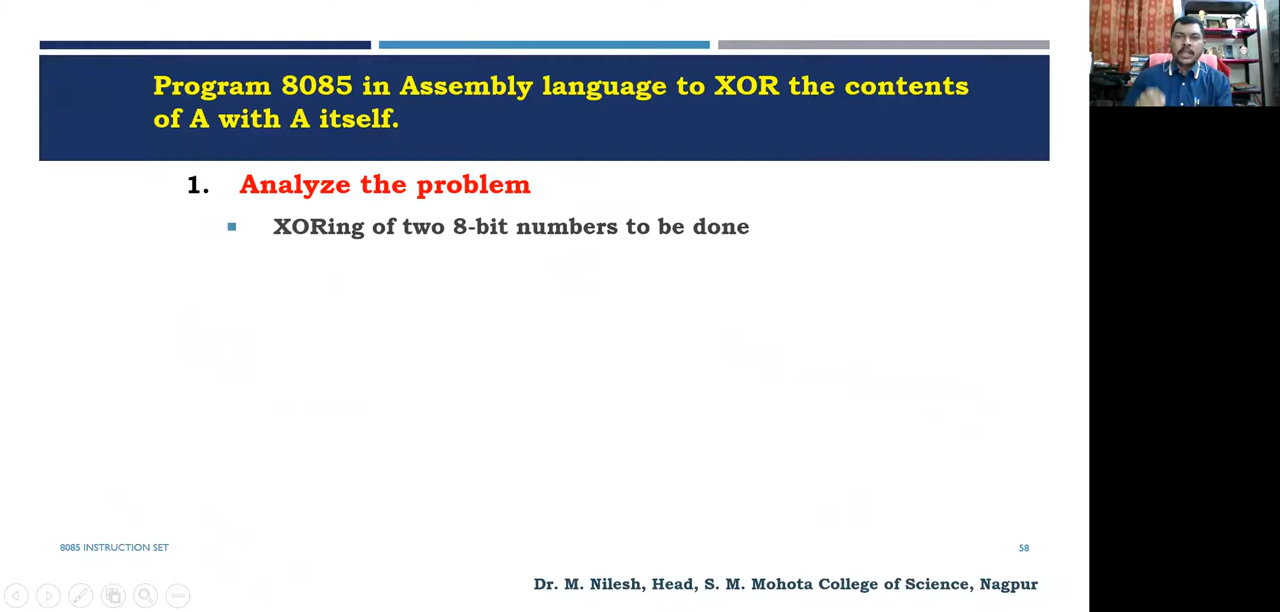 Program 8085 in Assembly language to XOR the contents
of A with A itself.
1. Analyze the problem
XORing of two 8-bit numbers to be done
8085 INSTRUCTION SET
58
Dr. M. Nilesh, Head, S. M. Mohota College of Science, Nagpur